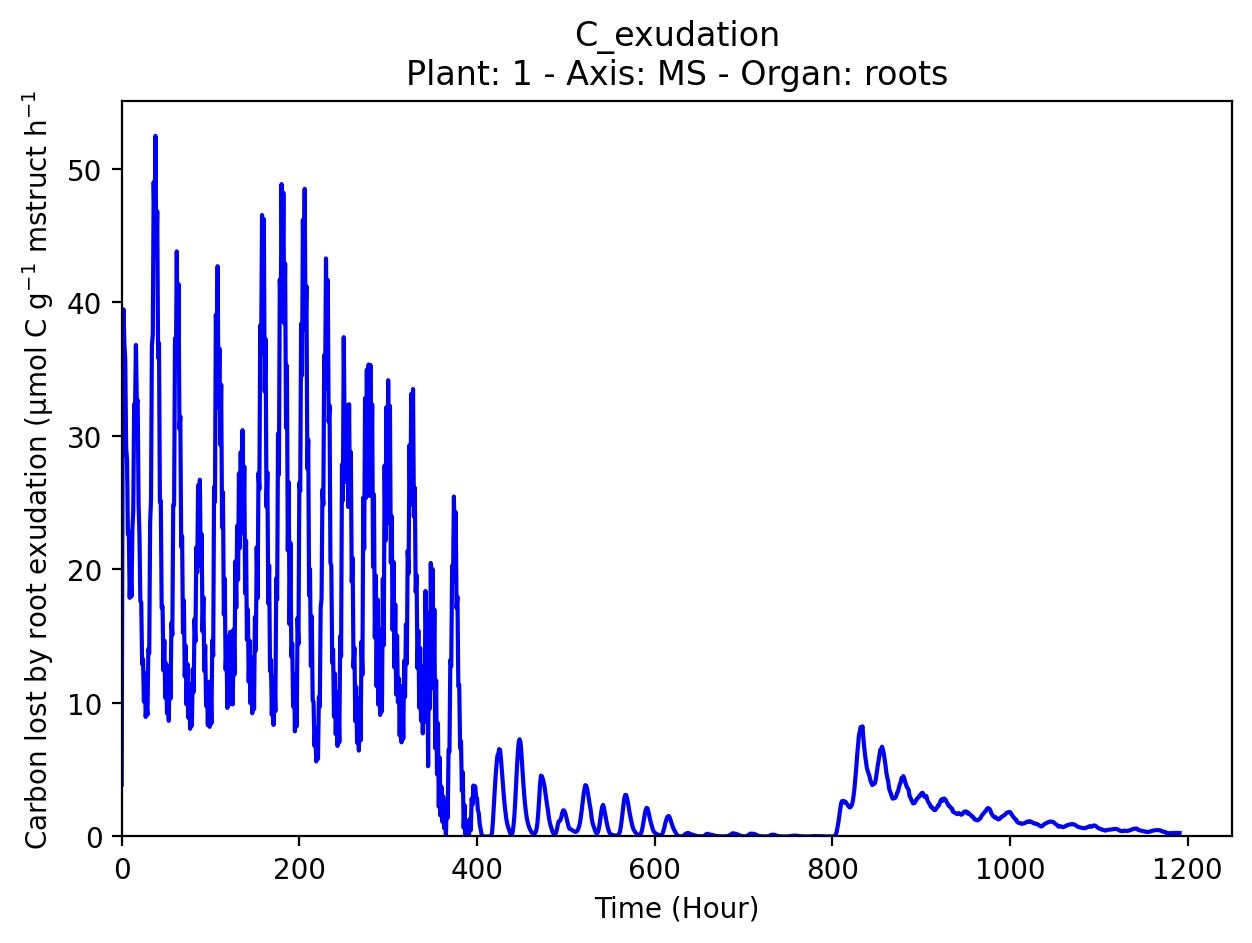 C_exudation
Plant: 1 - Axis: MS - Organ: roots
Carbon lost by root exudation (µmol C g⁻¹ mstruct h⁻¹
50
40
30
20
10
0
0 200 400 600 800 1000 1200
Time (Hour)